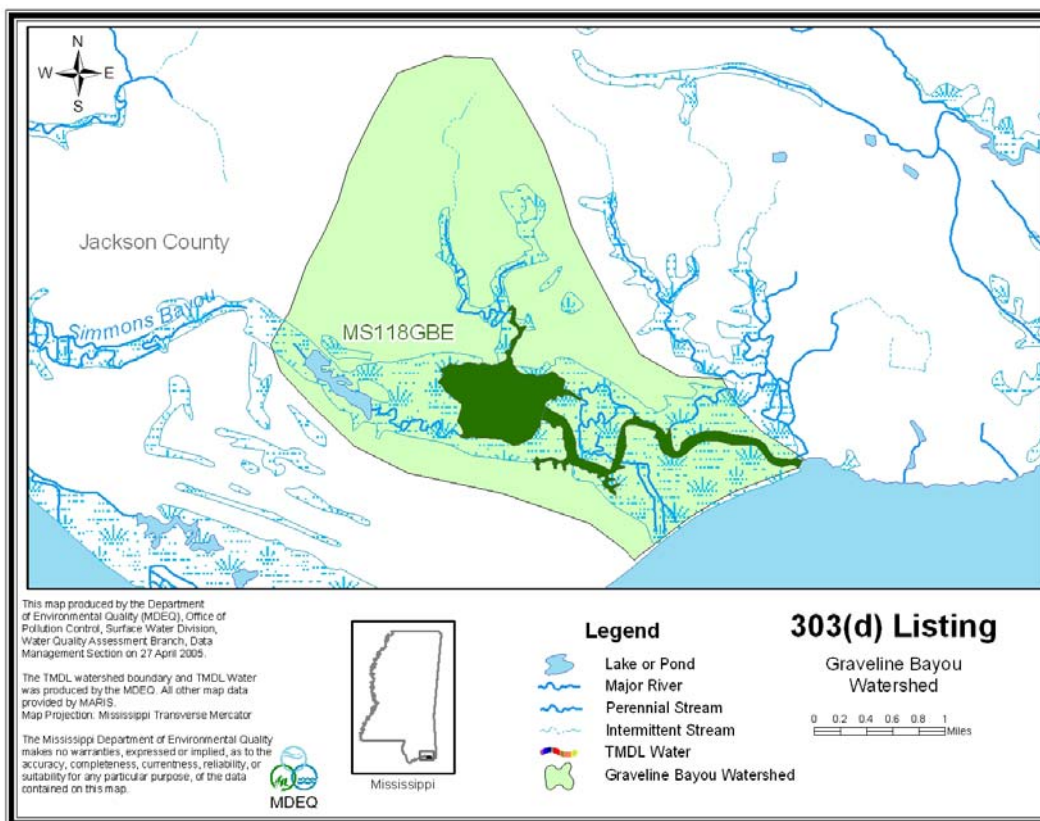 N
W E
S
Jackson County
Simmons Bayou
MS118GBE
This map produced by the Department
of Environmental Quality (MDEQ), Office of
Pollution Control, Surface Water Division,
Water Quality Assessment Branch, Data
Management Section on 27 April 2005.
The TMDL watershed boundary and TMDL Water
was produced by the MDEQ. All other map data
provided by MARIS.
Map Projection: Mississippi Transverse Mercator
The Mississippi Department of Environmental Quality
makes no warranties, expressed or implied, as to the
accuracy, completeness, currentness, reliability, or
suitability for any particular purpose, of the data
contained on this map.
MDEQ
Mississippi
Legend
Lake or Pond
Major River
Perennial Stream
Intermittent Stream
TMDL Water
Graveline Bayou Watershed
303(d) Listing
Graveline Bayou
Watershed
0 0.2 0.4 0.6 0.8 1
Miles